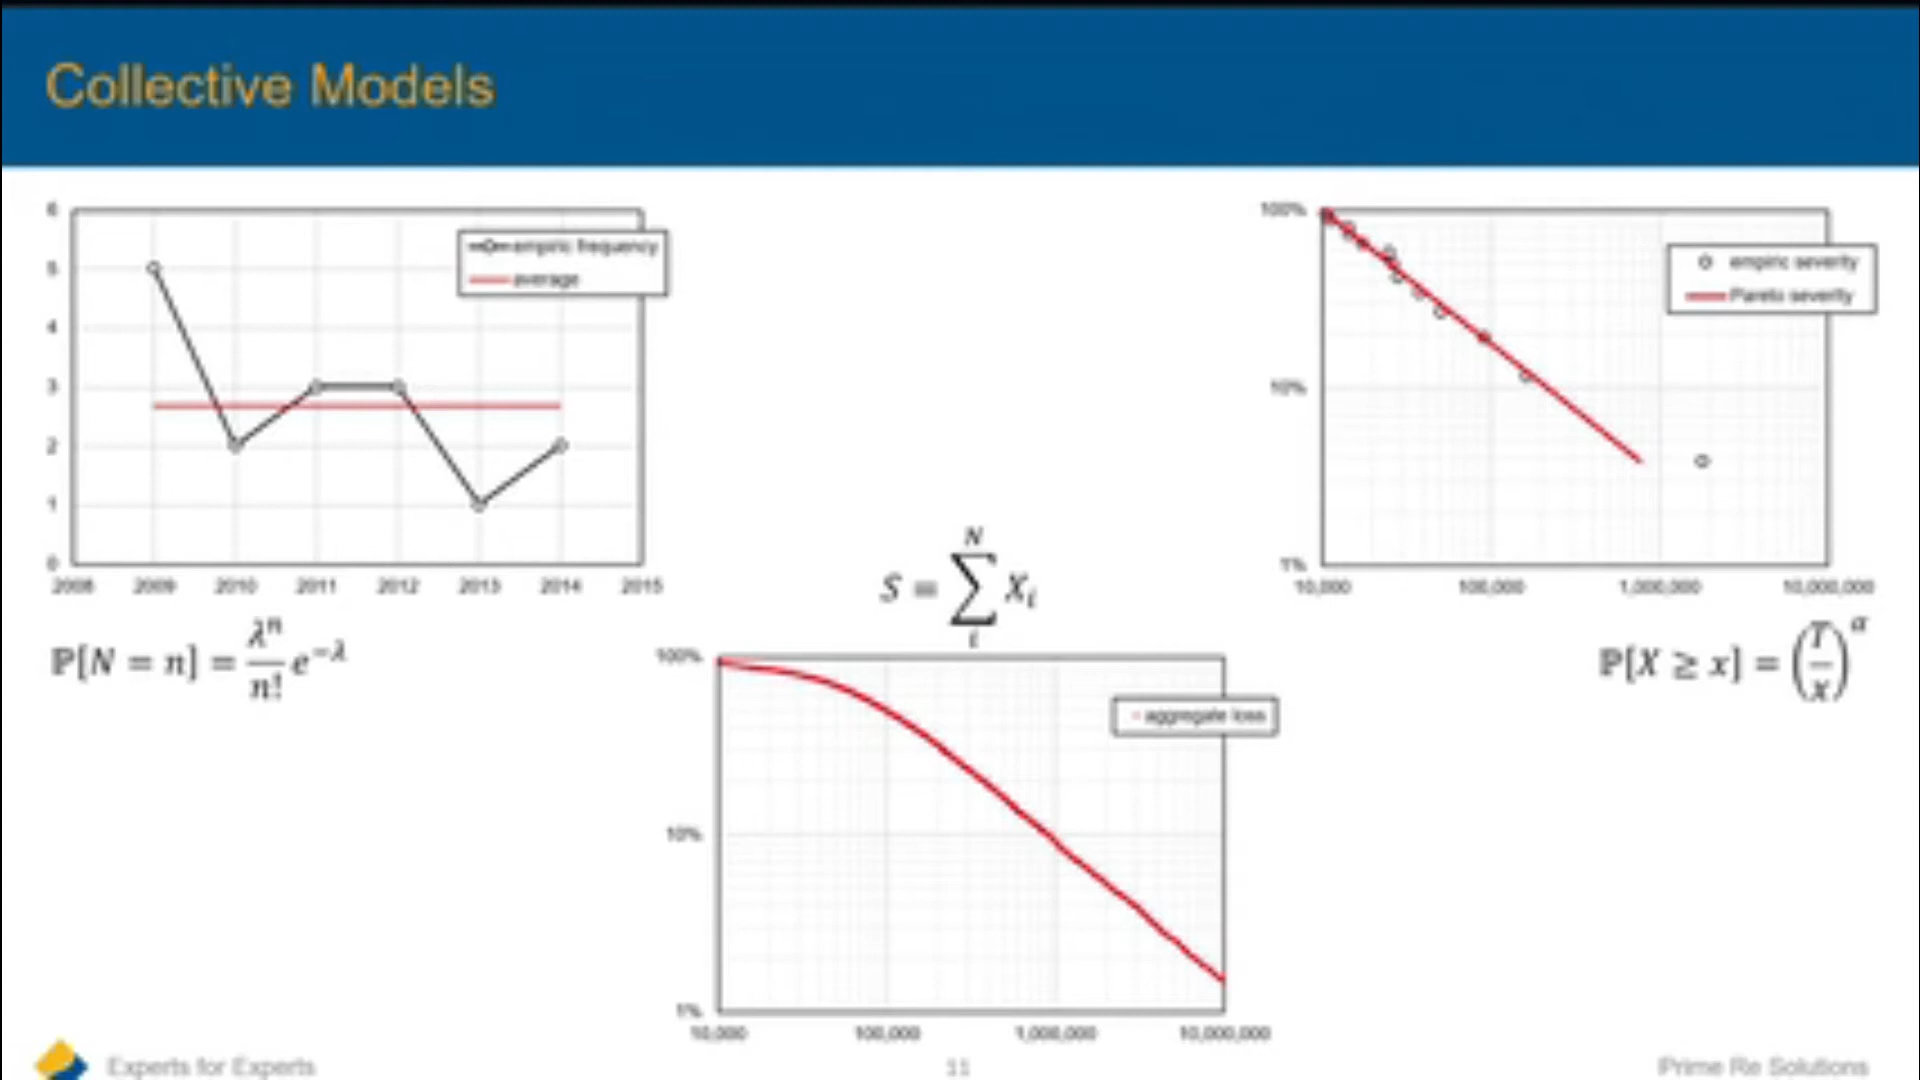 Collective Models
6
5
4
3
2
1
0
2008 2009 2010 2011 2012 2013 2014 2015
empiric frequency
average
ℙ[N = n] = λⁿ/n! e^−λ
S = ∑ᵢᴺ Xᵢ
100%
10%
1%
10,000 100,000 1,000,000 10,000,000
empiric severity
Pareto severity
ℙ[X ≥ x] = (T/x)^α
100%
10%
1%
10,000 100,000 1,000,000 10,000,000
aggregate loss
Experts for Experts
11
Prime Re Solutions